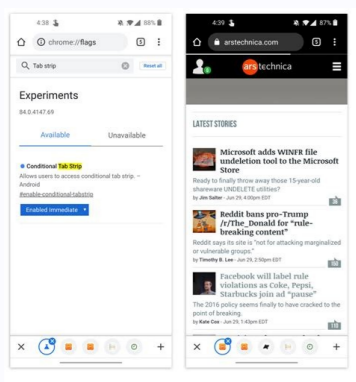 4:38
88%
chrome://flags
3
Tab strip
Reset all
Experiments
84.0.4147.69
Available
Unavailable
Conditional Tab Strip
Allows users to access conditional tab strip. –
Android
#enable-conditional-tabstrip
Enabled Immediate
4:39
87%
arstechnica.com
3
ars technica
LATEST STORIES
Microsoft adds WINFR file
undeletion tool to the Microsoft
Store
Ready to finally throw away those 15-year-old
shareware UNDELETE utilities?
by Jim Salter - Jun 29, 4:00pm EDT
Reddit bans pro-Trump
/r/The_Donald for “rule-
breaking content”
Reddit says its site is "not for attacking marginalized
or vulnerable groups."
by Timothy B. Lee - Jun 29, 2:50pm EDT
Facebook will label rule
violations as Coke, Pepsi,
Starbucks join ad “pause”
The 2016 policy seems finally to have cracked to the
point of breaking.
by Kate Cox - Jun 29, 1:43pm EDT